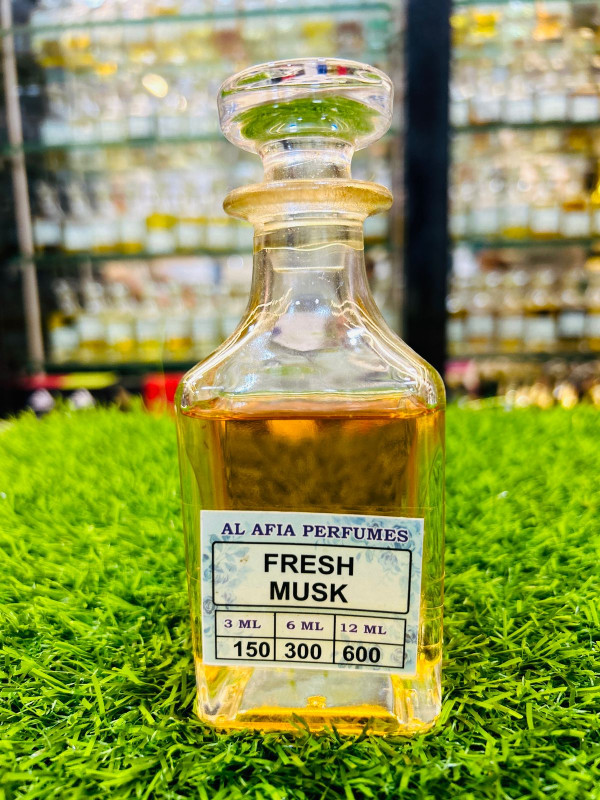 AL AFIA PERFUMES
FRESH
MUSK
3 ML 6 ML 12 ML
150 300 600